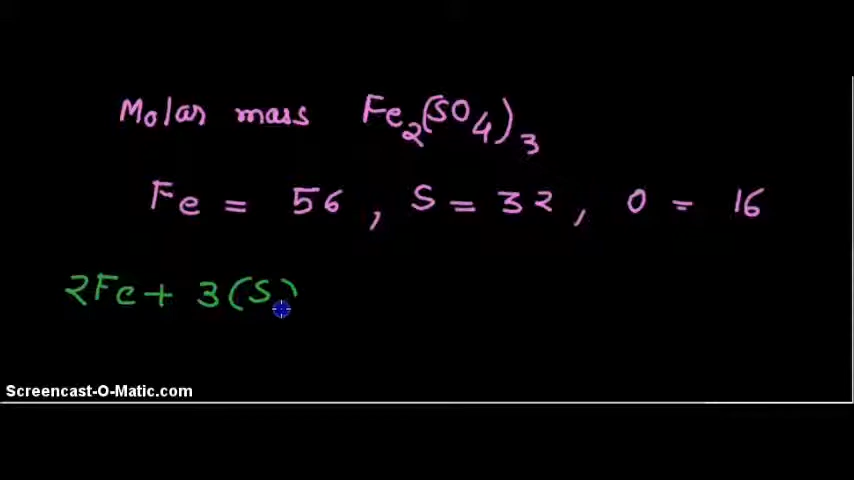 Molar mass Fe₂(SO₄)₃
Fe = 56 , S = 32 , O = 16
2Fe + 3(S)
Screencast-O-Matic.com